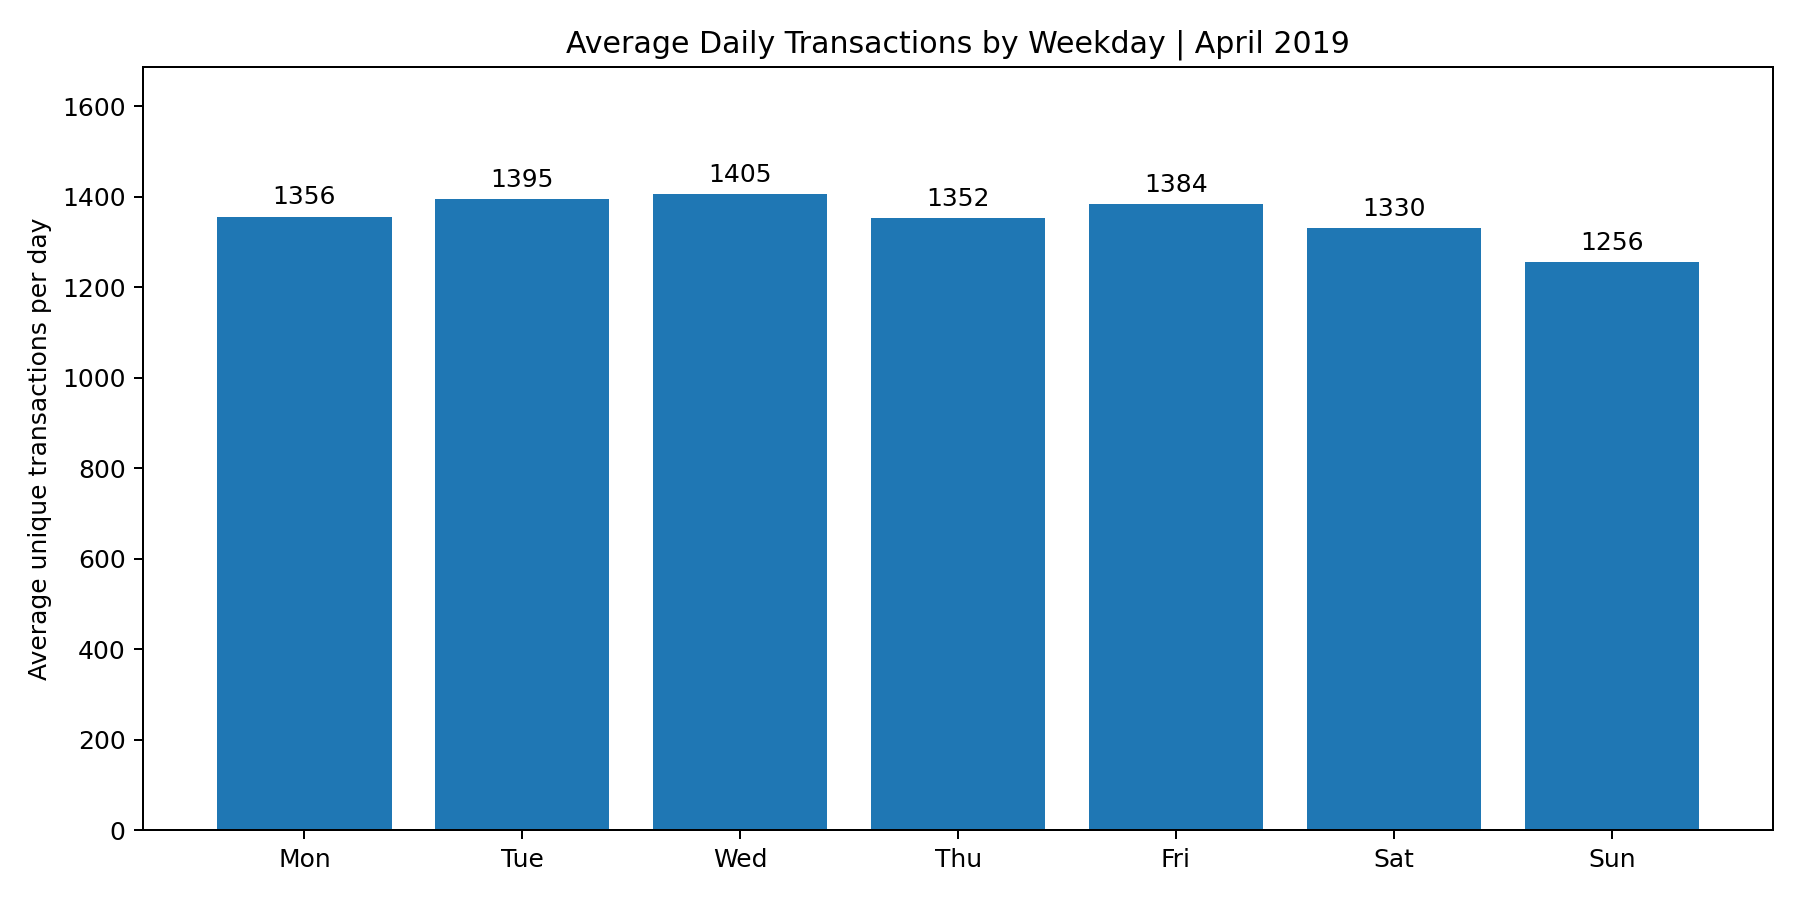 Average Daily Transactions by Weekday | April 2019
Average unique transactions per day
1600
1400
1200
1000
800
600
400
200
0
1356
1395
1405
1352
1384
1330
1256
Mon
Tue
Wed
Thu
Fri
Sat
Sun